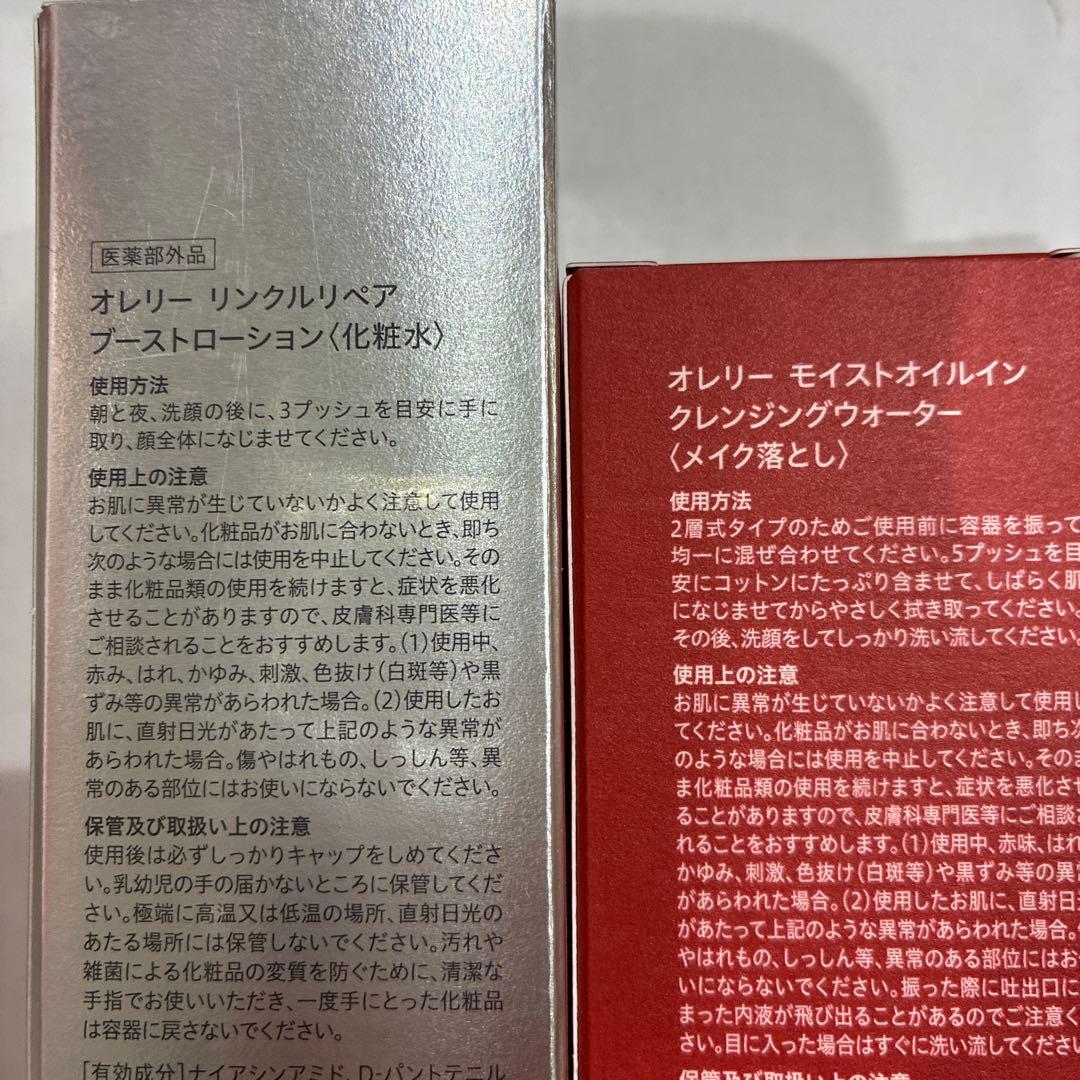 医薬部外品
オレリー リンクルリペア
ブーストローション〈化粧水〉
使用方法
朝と夜、洗顔の後に、3プッシュを目安に手に
取り、顔全体になじませてください。
使用上の注意
お肌に異常が生じていないかよく注意して使用
してください。化粧品がお肌に合わないとき、即ち
次のような場合には使用を中止してください。その
まま化粧品類の使用を続けますと、症状を悪化
させることがありますので、皮膚科専門医等に
ご相談されることをおすすめします。(1)使用中、
赤み、はれ、かゆみ、刺激、色抜け(白斑等)や黒
ずみ等の異常があらわれた場合。(2)使用したお
肌に、直射日光があたって上記のような異常が
あらわれた場合。傷やはれもの、しっしん等、異
常のある部位にはお使いにならないでください。
保管及び取扱い上の注意
使用後は必ずしっかりキャップをしめてくださ
い。乳幼児の手の届かないところに保管してくだ
さい。極端に高温又は低温の場所、直射日光の
あたる場所には保管しないでください。汚れや
雑菌による化粧品の変質を防ぐために、清潔な
手指でお使いいただき、一度手にとった化粧品
は容器に戻さないでください。
[有効成分]ナイアシンアミド、D-パントテニル
オレリー モイストオイルイン
クレンジングウォーター
〈メイク落とし〉
使用方法
2層式タイプのためご使用前に容器を振って
均一に混ぜ合わせてください。5プッシュを目
安にコットンにたっぷり含ませて、しばらく肌
になじませてからやさしく拭き取ってください。
その後、洗顔をしてしっかり洗い流してください。
使用上の注意
お肌に異常が生じていないかよく注意して使用し
てください。化粧品がお肌に合わないとき、即ち次
のような場合には使用を中止してください。そのま
ま化粧品類の使用を続けますと、症状を悪化させ
ることがありますので、皮膚科専門医等にご相談さ
れることをおすすめします。(1)使用中、赤味、はれ
かゆみ、刺激、色抜け(白斑等)や黒ずみ等の異常
があらわれた場合。(2)使用したお肌に、直射日光
があたって上記のような異常があらわれた場合。
やはれもの、しっしん等、異常のある部位にはお
いにならないでください。振った際に吐出口に
まった内液が飛び出ることがあるのでご注意く
さい。目に入った場合はすぐに洗い流してくださ
保管及び取扱い上の注意